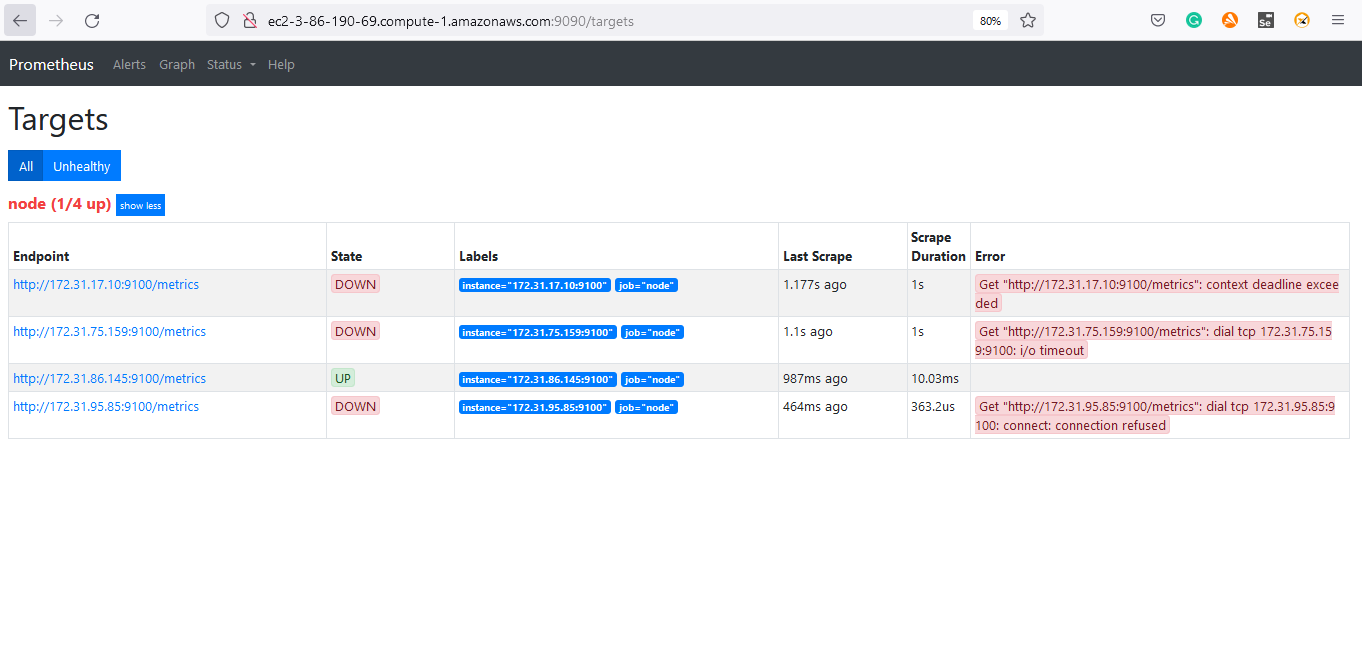 ec2-3-86-190-69.compute-1.amazonaws.com:9090/targets 80%
Prometheus Alerts Graph Status Help
Targets
All Unhealthy
node (1/4 up) show less
Endpoint State Labels Last Scrape Scrape Duration Error
http://172.31.17.10:9100/metrics DOWN instance="172.31.17.10:9100" job="node" 1.177s ago 1s Get "http://172.31.17.10:9100/metrics": context deadline excee
ded
http://172.31.75.159:9100/metrics DOWN instance="172.31.75.159:9100" job="node" 1.1s ago 1s Get "http://172.31.75.159:9100/metrics": dial tcp 172.31.75.15
9:9100: i/o timeout
http://172.31.86.145:9100/metrics UP instance="172.31.86.145:9100" job="node" 987ms ago 10.03ms
http://172.31.95.85:9100/metrics DOWN instance="172.31.95.85:9100" job="node" 464ms ago 363.2us Get "http://172.31.95.85:9100/metrics": dial tcp 172.31.95.85:9
100: connect: connection refused